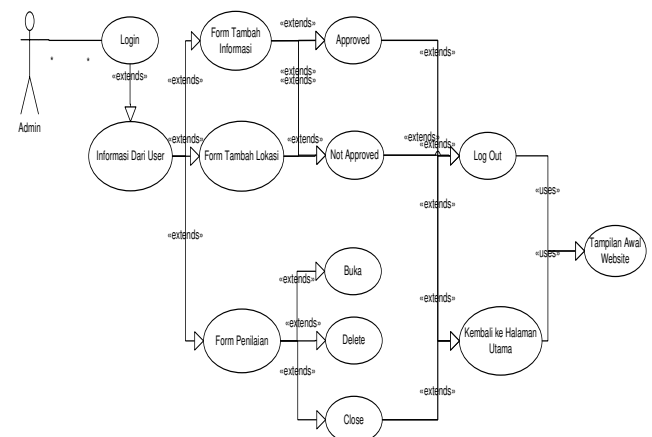 Admin
*
*
Login
«extends»
Informasi Dari User
«extends»
«extends»
«extends»
Form Tambah
Informasi
Form Tambah Lokasi
Form Penilaian
«extends»
«extends»
«extends»
«extends»
Approved
Not Approved
«extends»
«extends»
«extends»
Buka
Delete
Close
«extends»
«extends»
«extends»
«extends»
«extends»
Log Out
Kembali ke Halaman
Utama
«uses»
«uses»
Tampilan Awal
Website